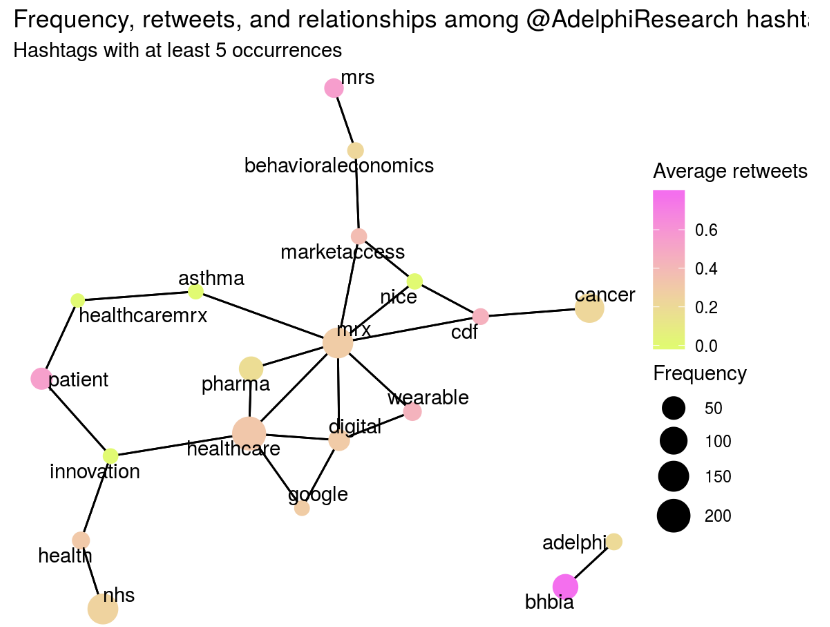 Frequency, retweets, and relationships among @AdelphiResearch hashta
Hashtags with at least 5 occurrences
mrs
behavioraleconomics
marketaccess
nice
cdf
cancer
asthma
healthcaremrx
mrx
patient
pharma
wearable
digital
healthcare
innovation
google
health
nhs
adelphi
bhbia
Average retweets
0.6
0.4
0.2
0.0
Frequency
50
100
150
200